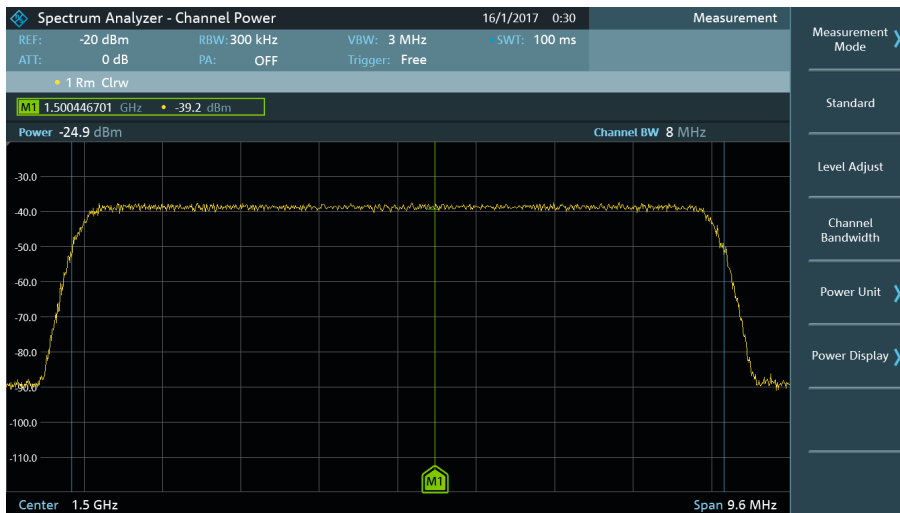 Spectrum Analyzer - Channel Power 16/1/2017 0:30 Measurement
REF: -20 dBm RBW: 300 kHz VBW: 3 MHz SWT: 100 ms
ATT: 0 dB PA: OFF Trigger: Free
1 Rm Clrw
M1 1.500446701 GHz • -39.2 dBm
Power -24.9 dBm Channel BW 8 MHz
-30.0
-40.0
-50.0
-60.0
-70.0
-80.0
-90.0
-100.0
-110.0
M1
Center 1.5 GHz Span 9.6 MHz
Measurement
Mode
Standard
Level Adjust
Channel
Bandwidth
Power Unit
Power Display